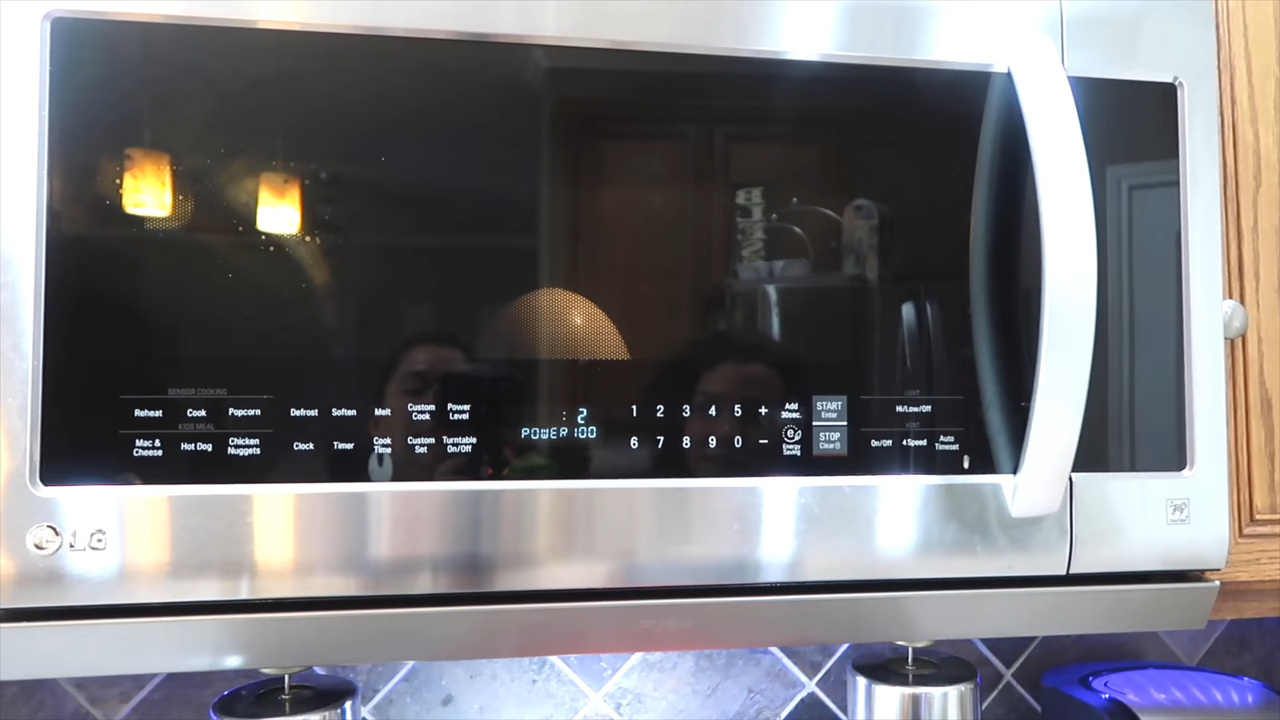 SENSOR COOKING
Reheat Cook Popcorn
KIDS MEAL
Mac & Cheese Hot Dog Chicken Nuggets
Defrost Soften Melt Custom Cook Power Level
Clock Timer Cook Time Custom Set Turntable On/Off
: 2
POWER100
1 2 3 4 5 + Add 30sec.
6 7 8 9 0 − e Energy Saving
START Enter
STOP Clear
LIGHT
Hi/Low/Off
VENT
On/Off 4 Speed Auto Timeset
LG